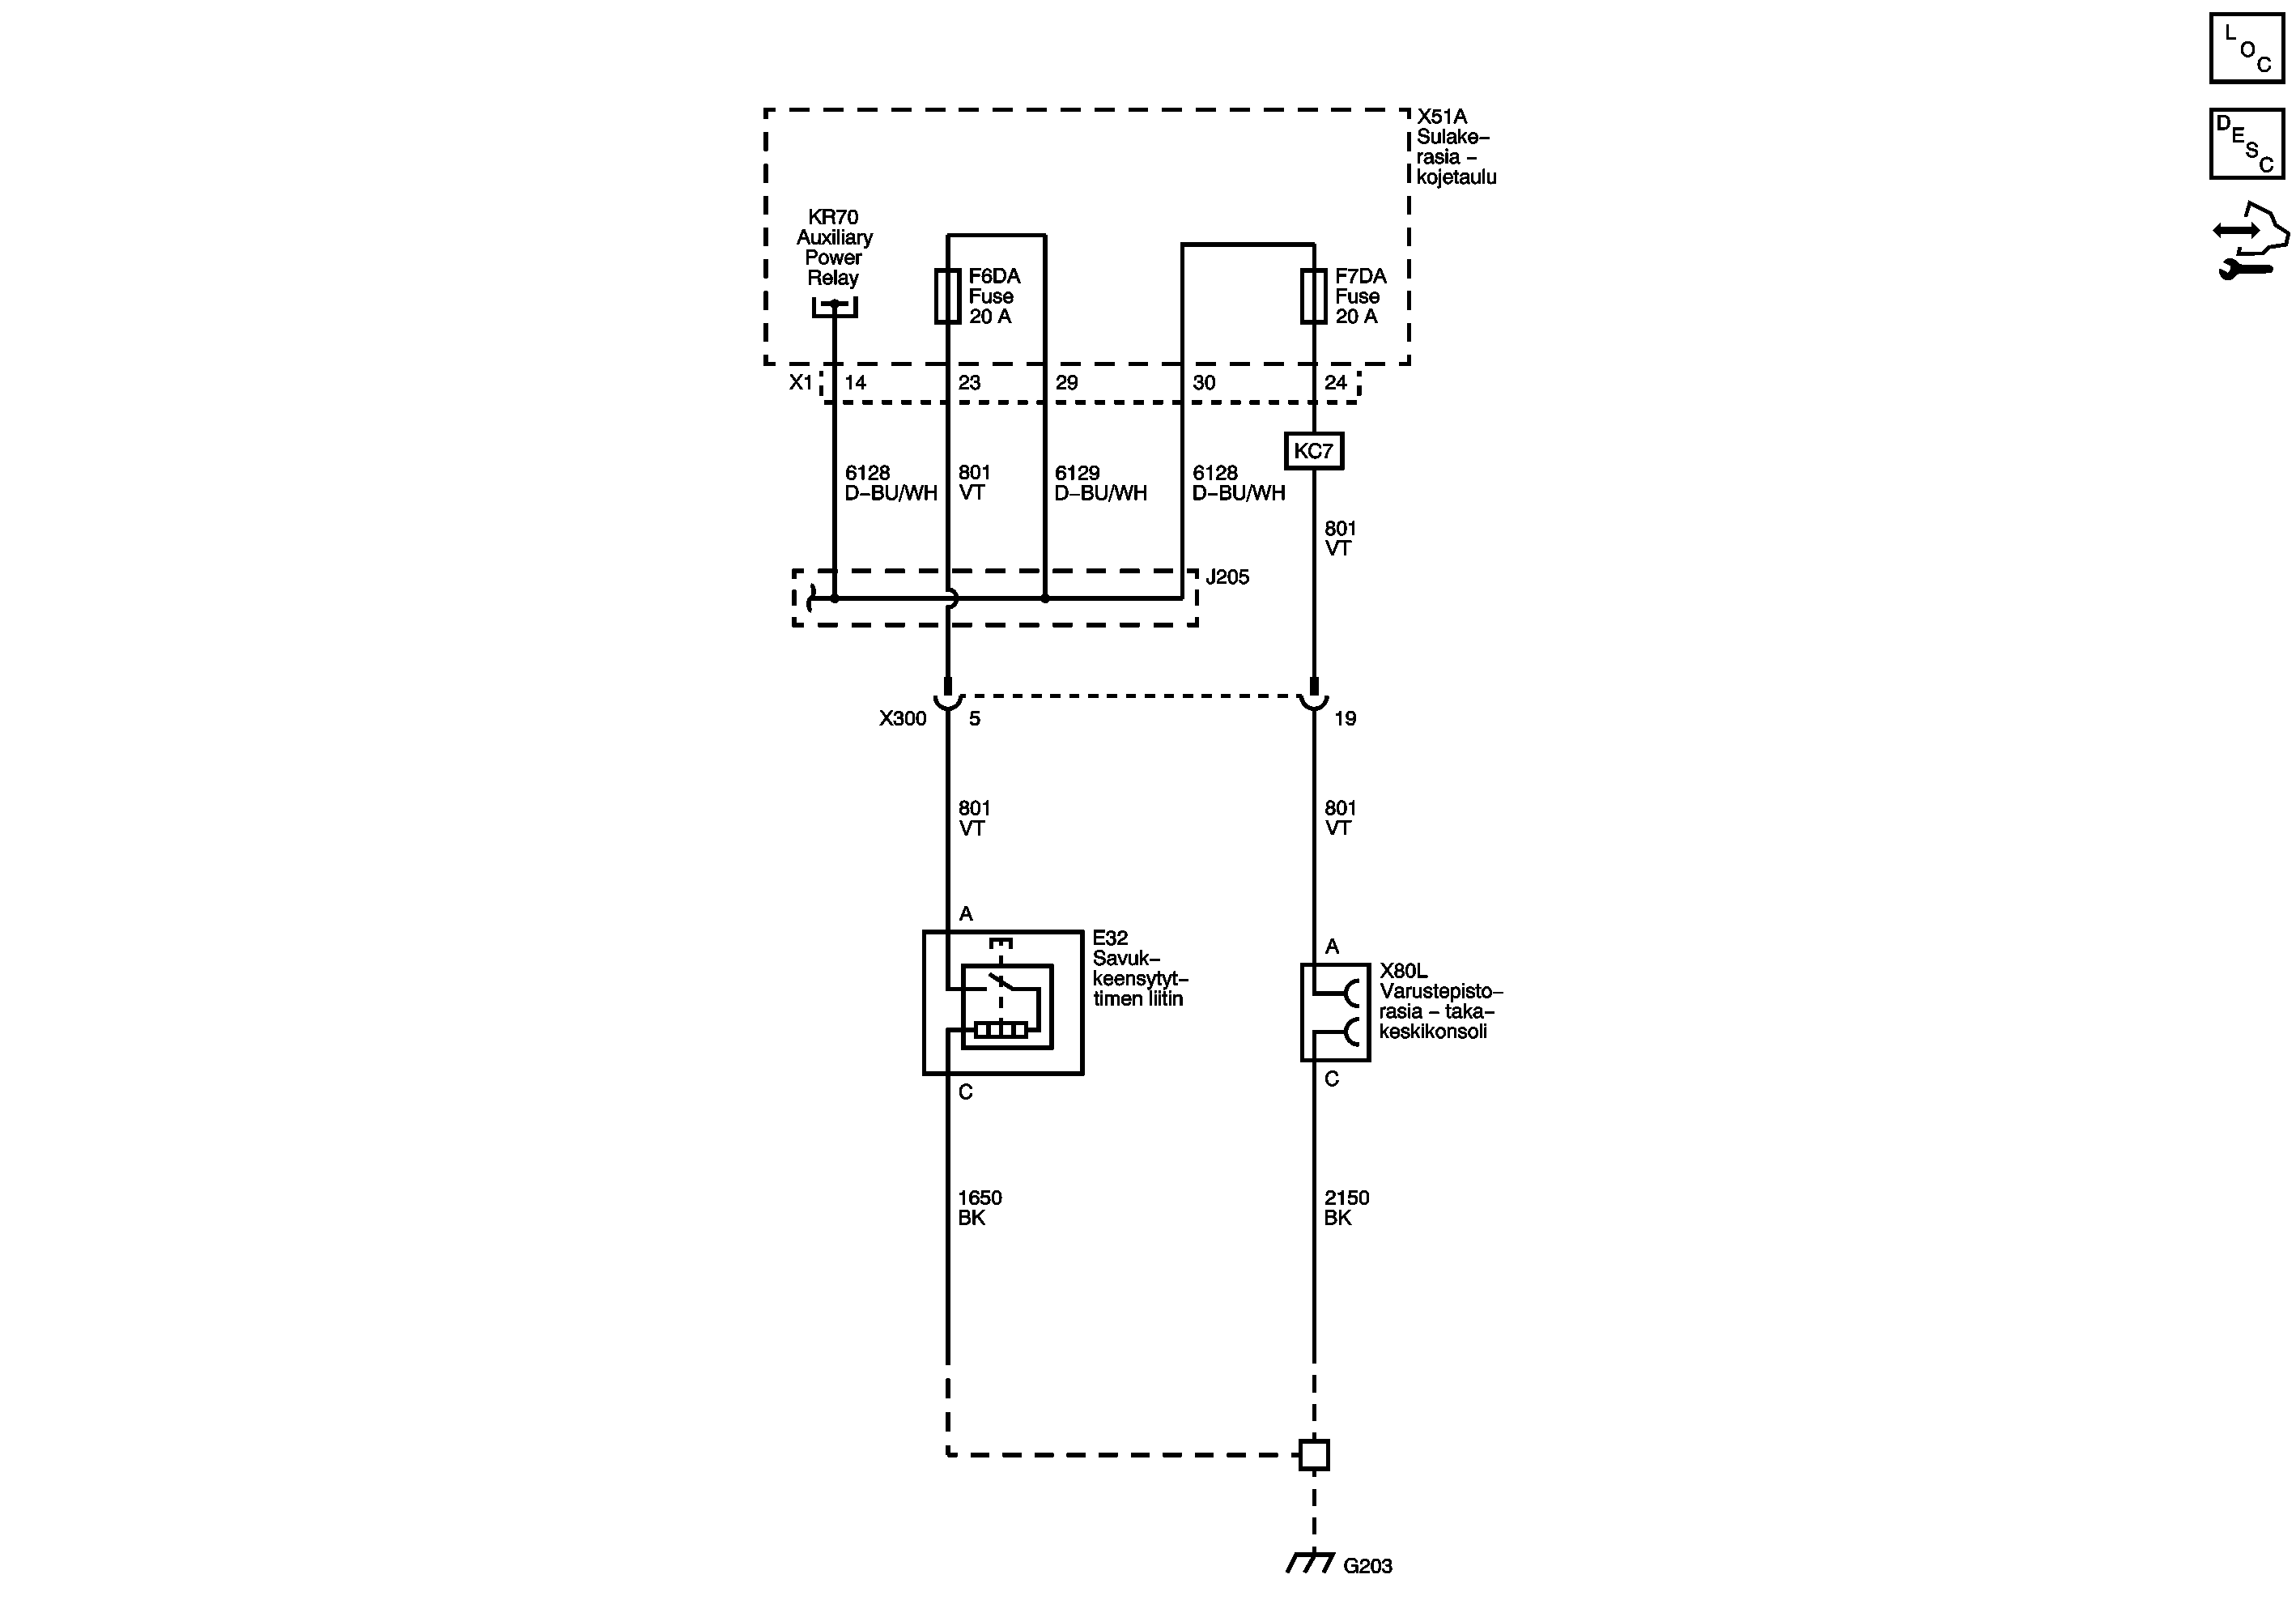 L
O
C
D
E
S
C
X51A
Sulake–
rasia –
kojetaulu
KR70
Auxiliary
Power
Relay
F6DA
Fuse
20 A
F7DA
Fuse
20 A
X1
14
23
29
30
24
KC7
6128
D–BU/WH
801
VT
6129
D–BU/WH
6128
D–BU/WH
801
VT
J205
X300
5
19
801
VT
801
VT
A
E32
Savuk–
keensytyt–
timen liitin
C
A
X80L
Varustepisto–
rasia – taka–
keskikonsoli
C
1650
BK
2150
BK
G203